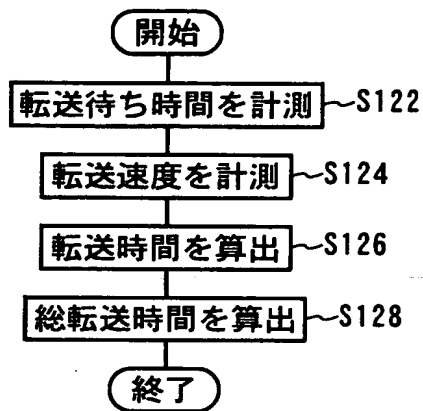 開始
転送待ち時間を計測 S122
転送速度を計測 S124
転送時間を算出 S126
総転送時間を算出 S128
終了